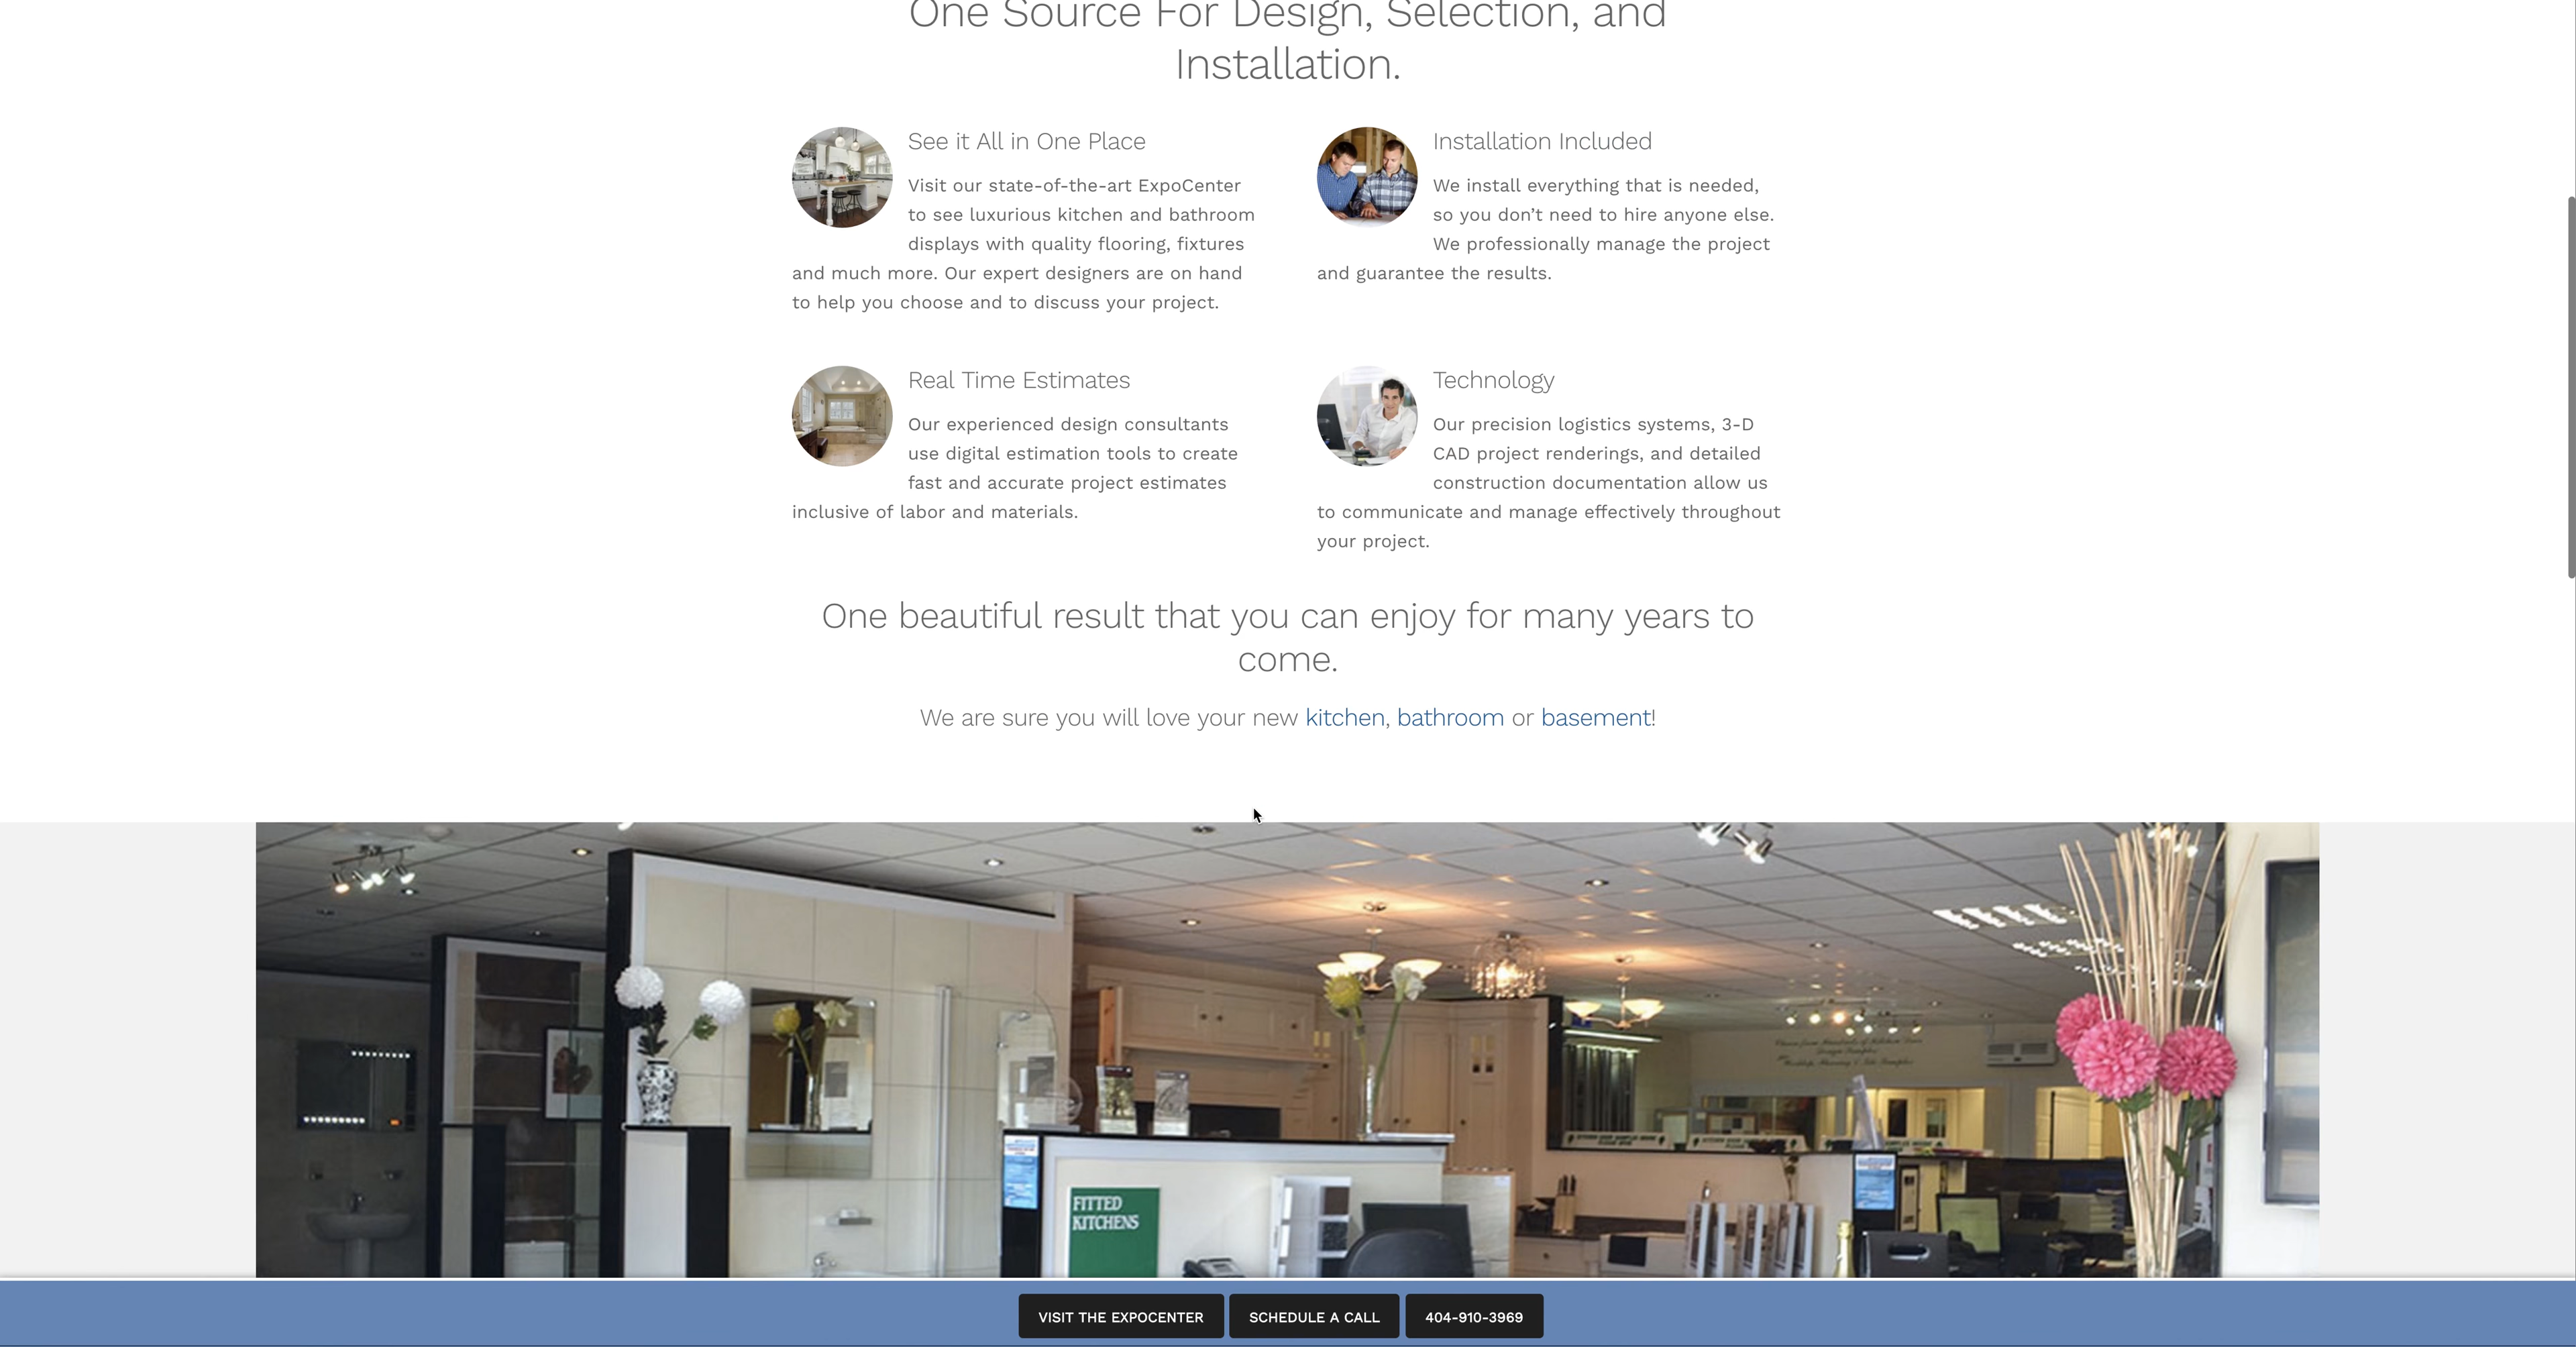 One Source For Design, Selection, and
Installation.
See it All in One Place
Visit our state-of-the-art ExpoCenter
to see luxurious kitchen and bathroom
displays with quality flooring, fixtures
and much more. Our expert designers are on hand
to help you choose and to discuss your project.
Installation Included
We install everything that is needed,
so you don’t need to hire anyone else.
We professionally manage the project
and guarantee the results.
Real Time Estimates
Our experienced design consultants
use digital estimation tools to create
fast and accurate project estimates
inclusive of labor and materials.
Technology
Our precision logistics systems, 3-D
CAD project renderings, and detailed
construction documentation allow us
to communicate and manage effectively throughout
your project.
One beautiful result that you can enjoy for many years to
come.
We are sure you will love your new kitchen, bathroom or basement!
FITTED
KITCHENS
VISIT THE EXPOCENTER
SCHEDULE A CALL
404-910-3969